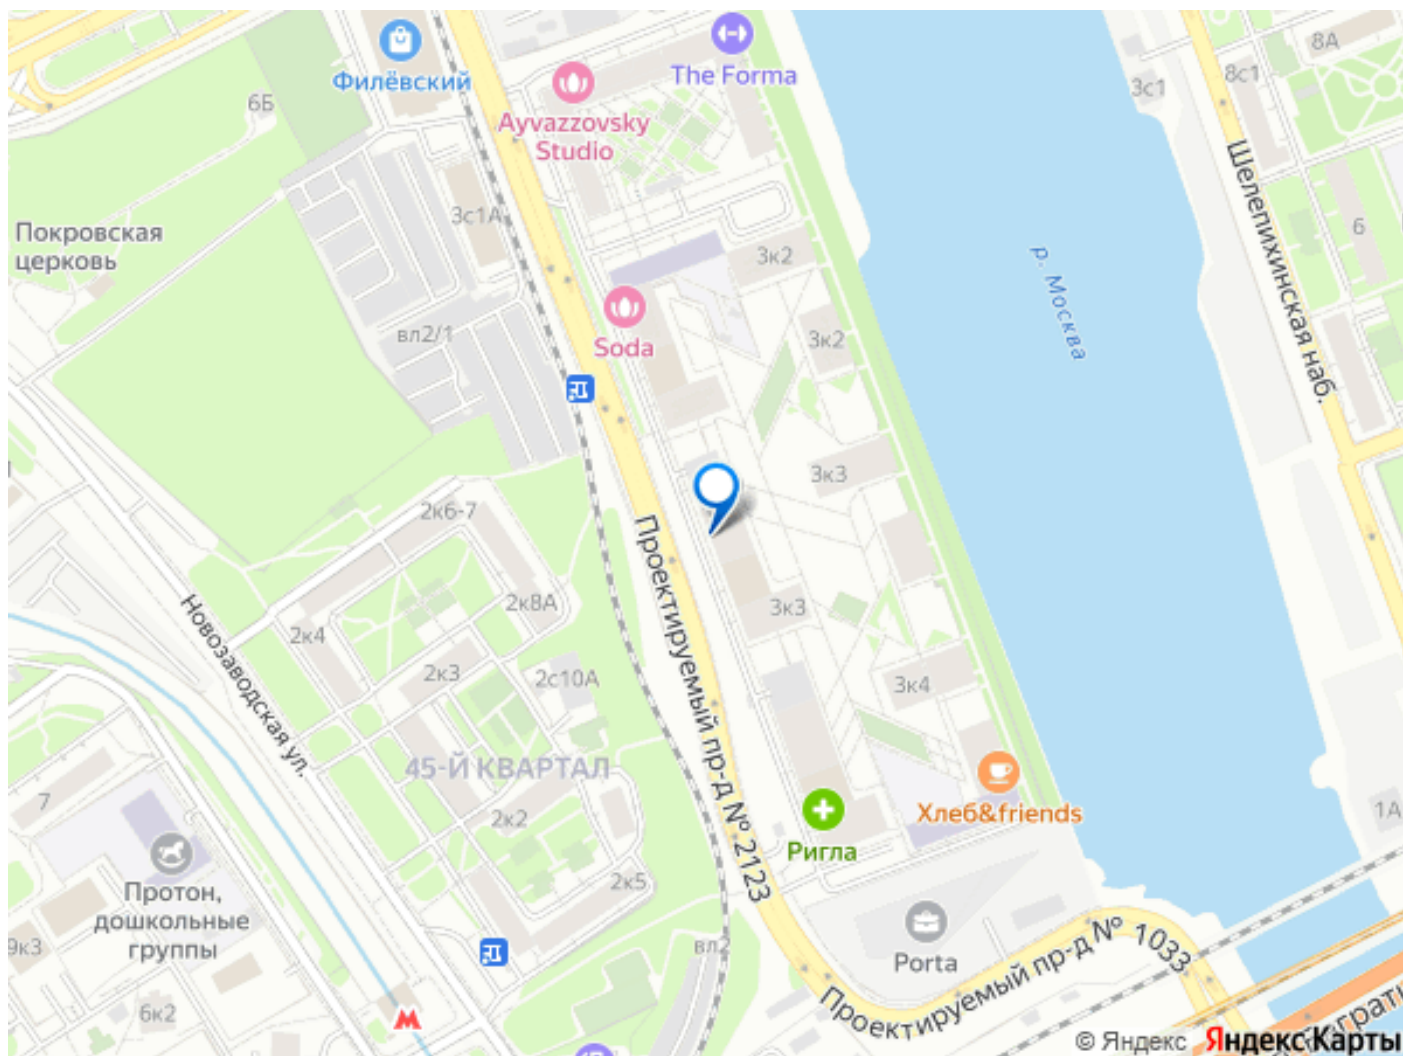 8А
8с1
3с1
The Forma
Филёвский
6Б
Ayvazzovsky
Studio
Шелепихинская наб.
3с1А
Покровская
церковь
6
3к2
р. Москва
вл2/1
Soda
3к2
3к3
2к6-7
Проектируемый пр-д № 2123
2к8А
3к3
Новозаводская ул.
2к4
2к3
2с10А
3к4
45-Й КВАРТАЛ
7
Хлеб&friends
1А
2к2
Ригла
Протон,
дошкольные
группы
2к5
9к3
вл2
Porta
Проектируемый пр-д № 1033
6к2
© Яндекс Яндекс Карты